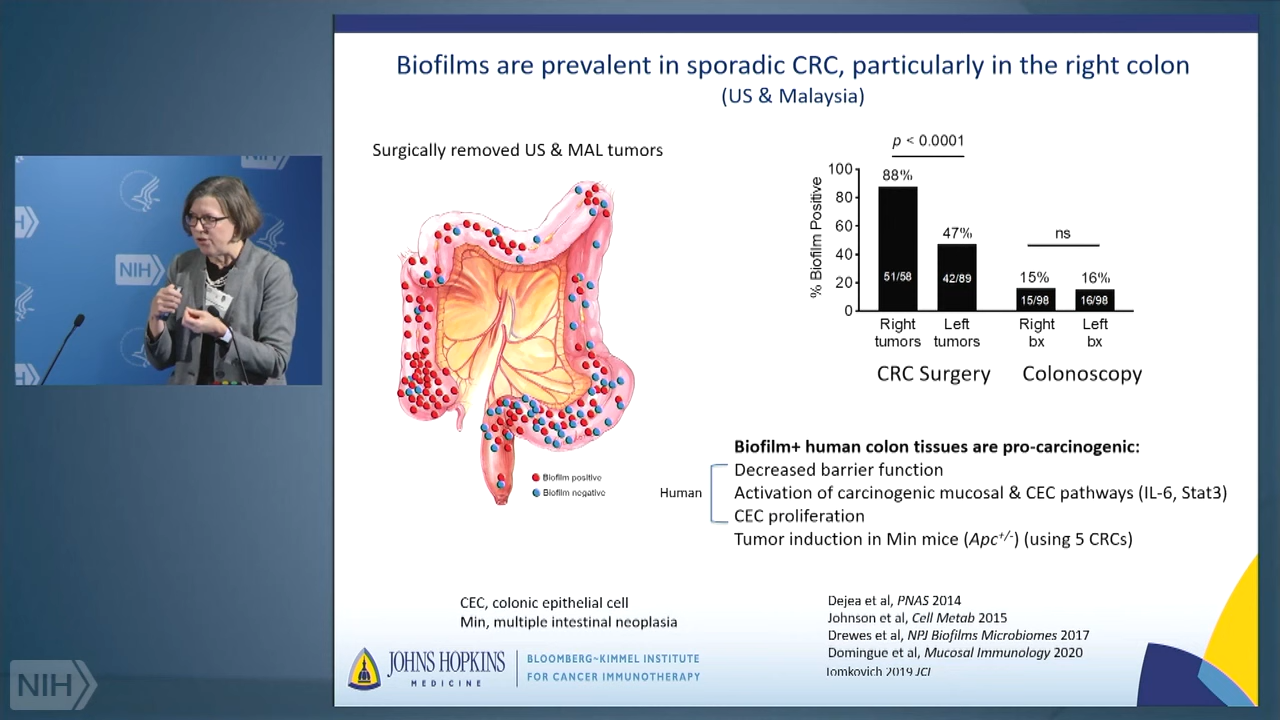 Biofilms are prevalent in sporadic CRC, particularly in the right colon
(US & Malaysia)
Surgically removed US & MAL tumors
Biofilm positive
Biofilm negative
p < 0.0001
% Biofilm Positive
100
80
60
40
20
0
88%
47%
ns
15%
16%
51/58
42/89
15/98
16/98
Right tumors
Left tumors
Right bx
Left bx
CRC Surgery
Colonoscopy
Biofilm+ human colon tissues are pro-carcinogenic:
Human
Decreased barrier function
Activation of carcinogenic mucosal & CEC pathways (IL-6, Stat3)
CEC proliferation
Tumor induction in Min mice (Apc+/-) (using 5 CRCs)
CEC, colonic epithelial cell
Min, multiple intestinal neoplasia
Dejea et al, PNAS 2014
Johnson et al, Cell Metab 2015
Drewes et al, NPJ Biofilms Microbiomes 2017
Domingue et al, Mucosal Immunology 2020
Tomkovich 2019 JCI
JOHNS HOPKINS
MEDICINE
BLOOMBERG~KIMMEL INSTITUTE
FOR CANCER IMMUNOTHERAPY
NIH
NIH